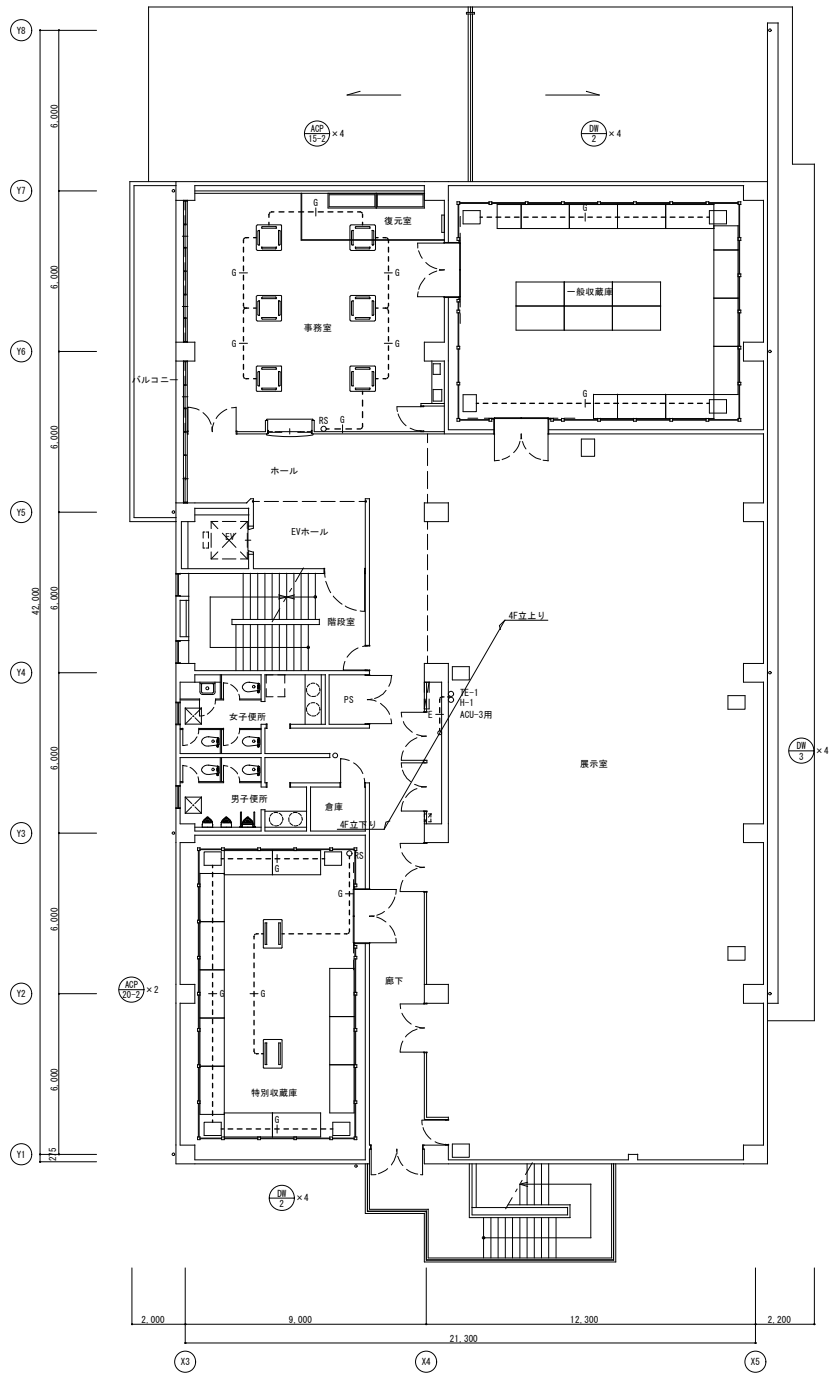 Y8
6,000
ACP
15-2
×4
DW
2
×4
Y7
G
復元室
G
6,000
G
G
一般収蔵庫
事務室
G
G
Y6
バルコニー
G
RS
G
6,000
ホール
Y5
EV
EVホール
42,000
6,000
階段室
4F立上り
Y4
PS
TE-1
H-1
ACU-3用
E
女子便所
6,000
DW
3
×4
展示室
男子便所
倉庫
4F立下り
Y3
RS
G
G
6,000
ACP
20-2
×2
廊下
Y2
G
G
6,000
特別収蔵庫
G
Y1
275
DW
2
×4
2,000
9,000
12,300
2,200
21,300
X3
X4
X5